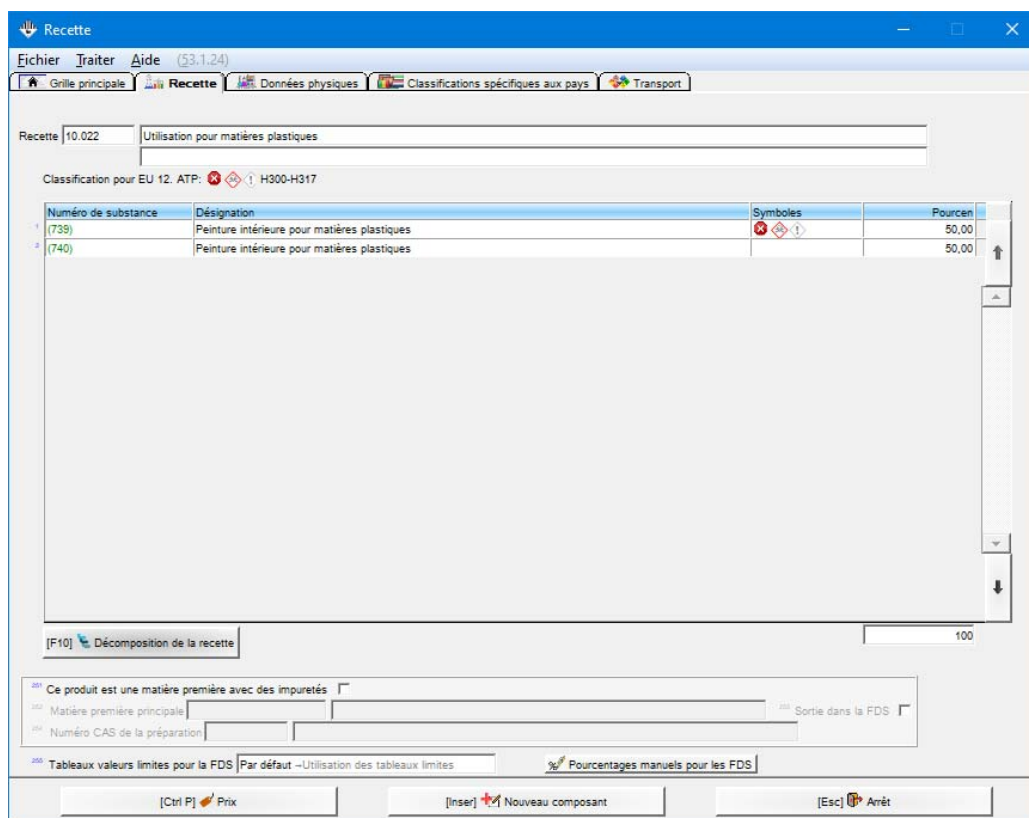 Recette
Fichier Traiter Aide (53.1.24)
Grille principale Recette Données physiques Classifications spécifiques aux pays Transport
Recette 10.022 Utilisation pour matières plastiques
Classification pour EU 12. ATP: H300-H317
Numéro de substance Désignation Symboles Pourcen
1 (739) Peinture intérieure pour matières plastiques 50,00
2 (740) Peinture intérieure pour matières plastiques 50,00
[F10] Décomposition de la recette 100
251 Ce produit est une matière première avec des impuretés
252 Matière première principale Sortie dans la FDS
Numéro CAS de la préparation
Tableaux valeurs limites pour la FDS Par défaut →Utilisation des tableaux limites Pourcentages manuels pour les FDS
[Ctrl P] Prix [Inser] Nouveau composant [Esc] Arrêt